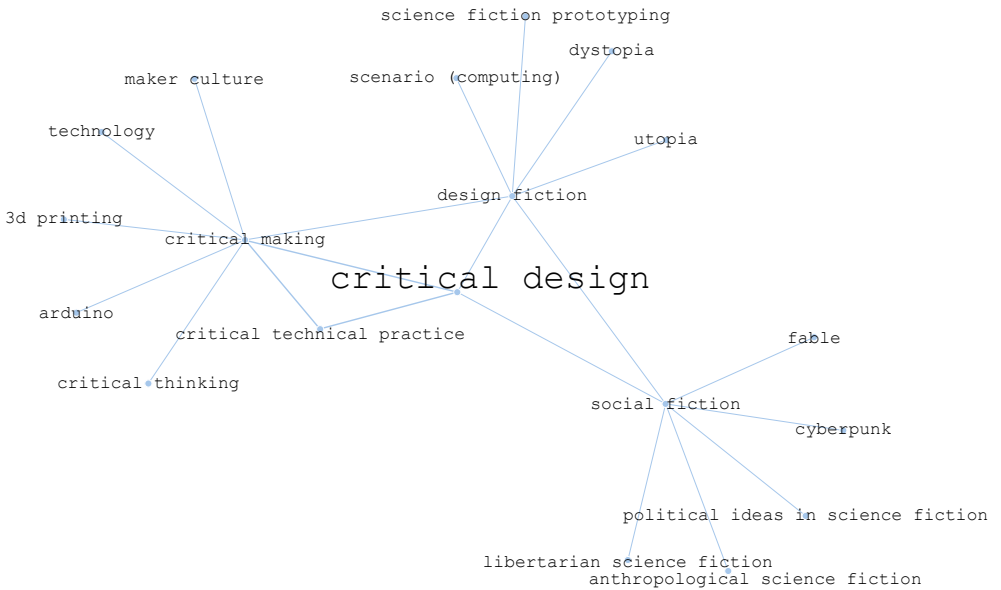 science fiction prototyping
dystopia
scenario (computing)
maker culture
technology
utopia
design fiction
3d printing
critical making
critical design
arduino
critical technical practice
fable
critical thinking
social fiction
cyberpunk
political ideas in science fiction
libertarian science fiction
anthropological science fiction